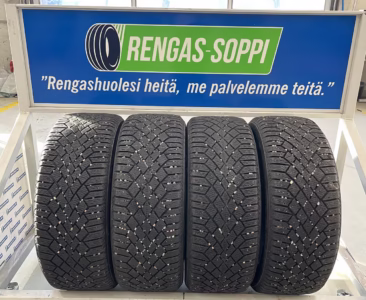 RENGAS-SOPPI
"Rengashuolesi heitä, me palvelemme teitä."